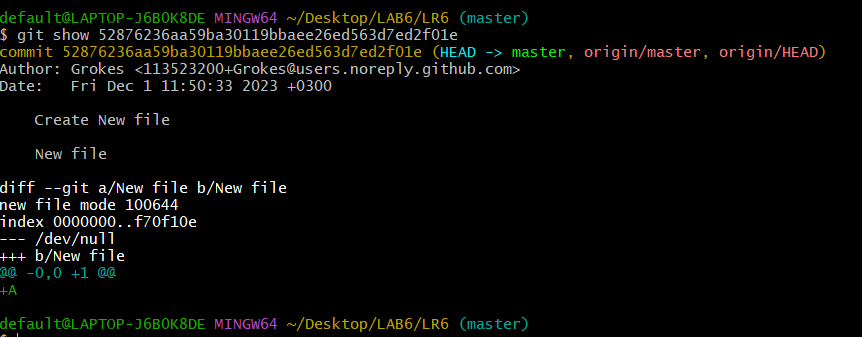 default@LAPTOP-J6BOK8DE MINGW64 ~/Desktop/LAB6/LR6 (master)
$ git show 52876236aa59ba30119bbaee26ed563d7ed2f01e
commit 52876236aa59ba30119bbaee26ed563d7ed2f01e (HEAD -> master, origin/master, origin/HEAD)
Author: Grokes <113523200+Grokes@users.noreply.github.com>
Date:   Fri Dec 1 11:50:33 2023 +0300
    Create New file
    New file
diff --git a/New file b/New file
new file mode 100644
index 0000000..f70f10e
--- /dev/null
+++ b/New file
@@ -0,0 +1 @@
+A
default@LAPTOP-J6BOK8DE MINGW64 ~/Desktop/LAB6/LR6 (master)
$